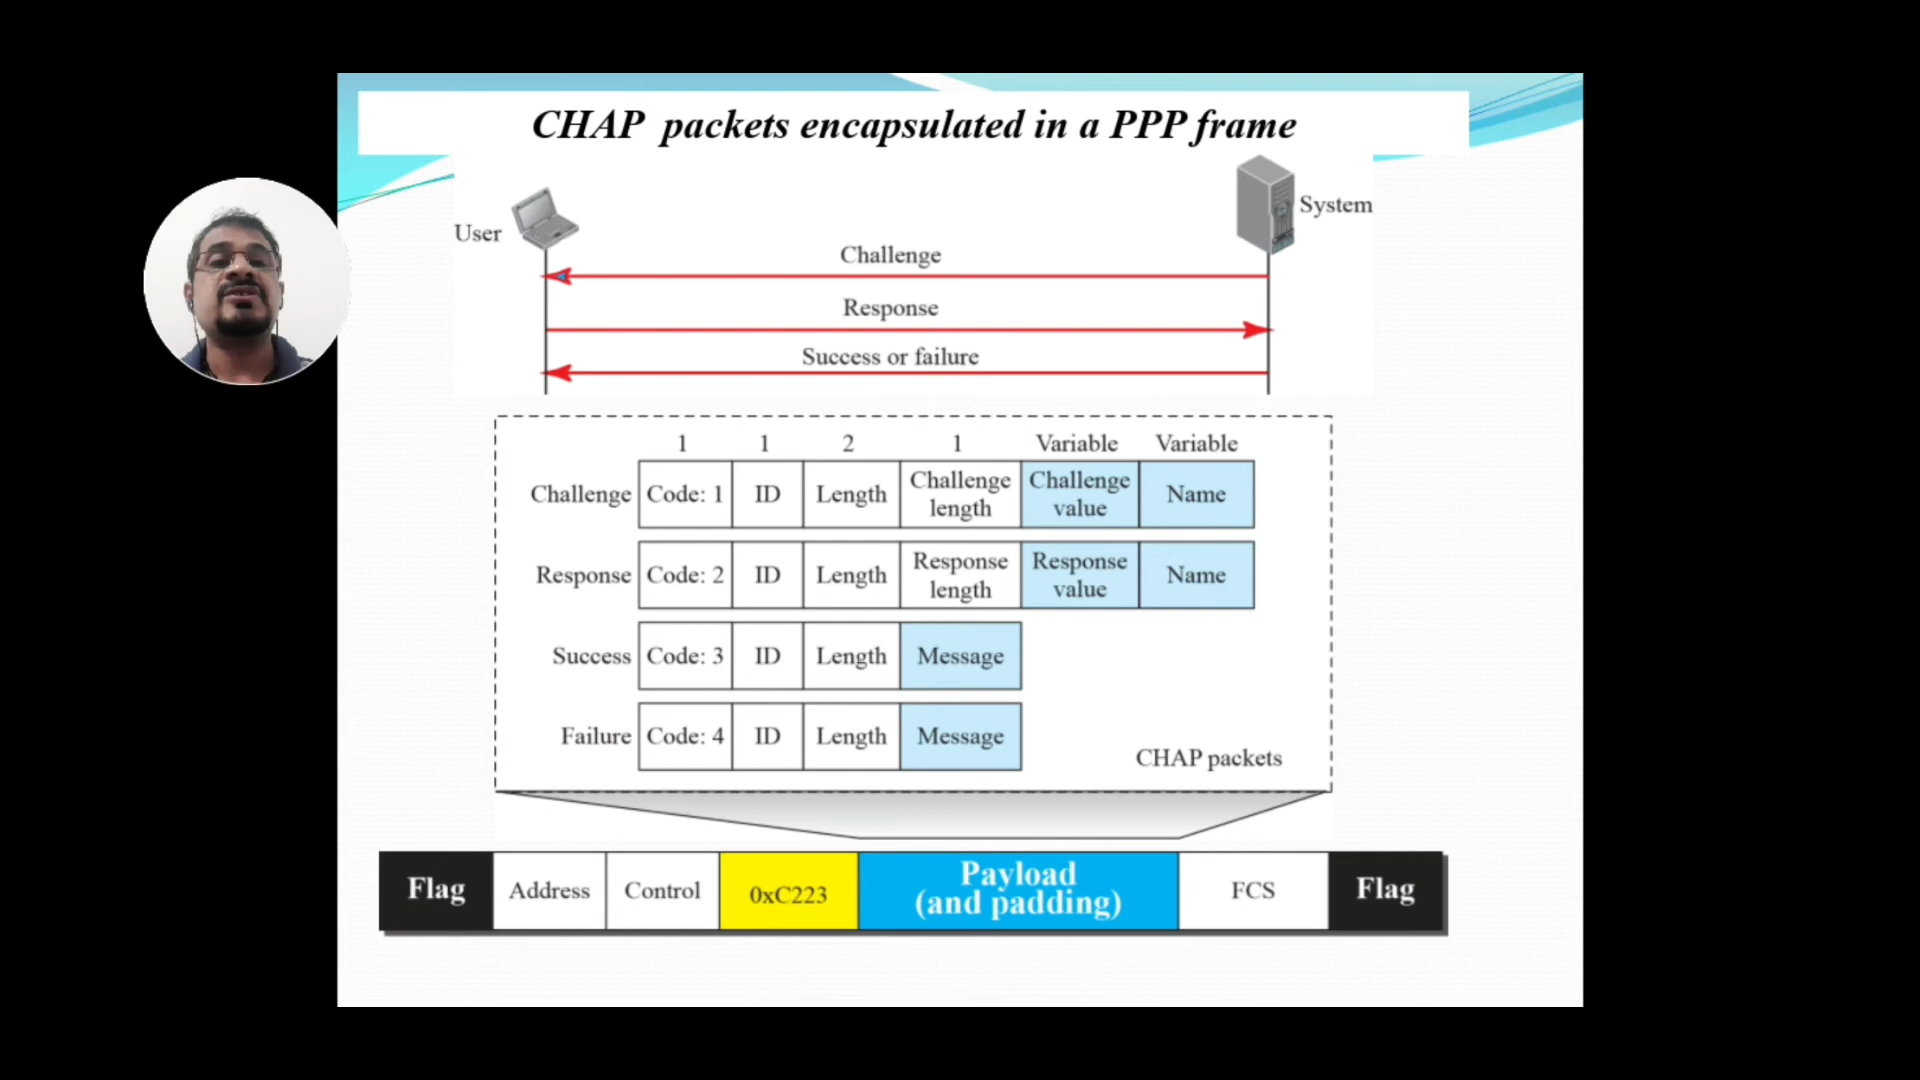 CHAP packets encapsulated in a PPP frame
User
System
Challenge
Response
Success or failure
1 1 2 1 Variable Variable
Challenge Code: 1 ID Length Challenge length Challenge value Name
Response Code: 2 ID Length Response length Response value Name
Success Code: 3 ID Length Message
Failure Code: 4 ID Length Message
CHAP packets
Flag Address Control 0xC223 Payload (and padding) FCS Flag